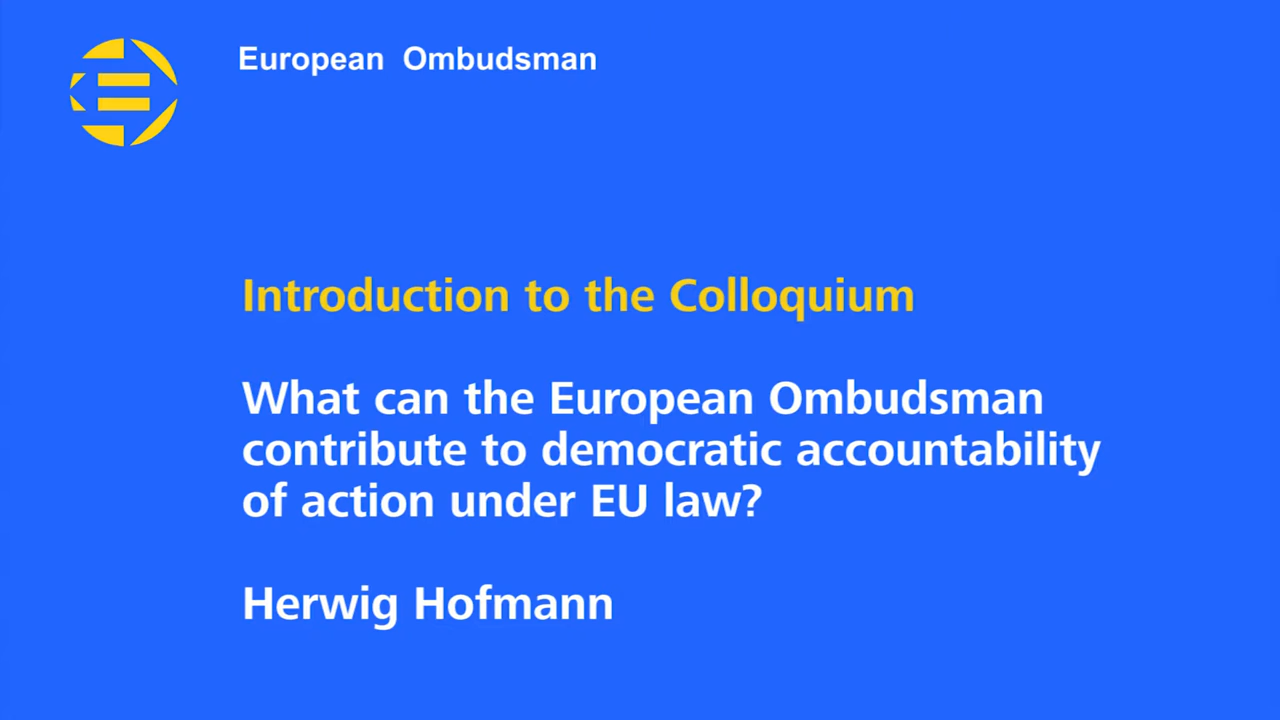 European Ombudsman
Introduction to the Colloquium
What can the European Ombudsman
contribute to democratic accountability
of action under EU law?
Herwig Hofmann